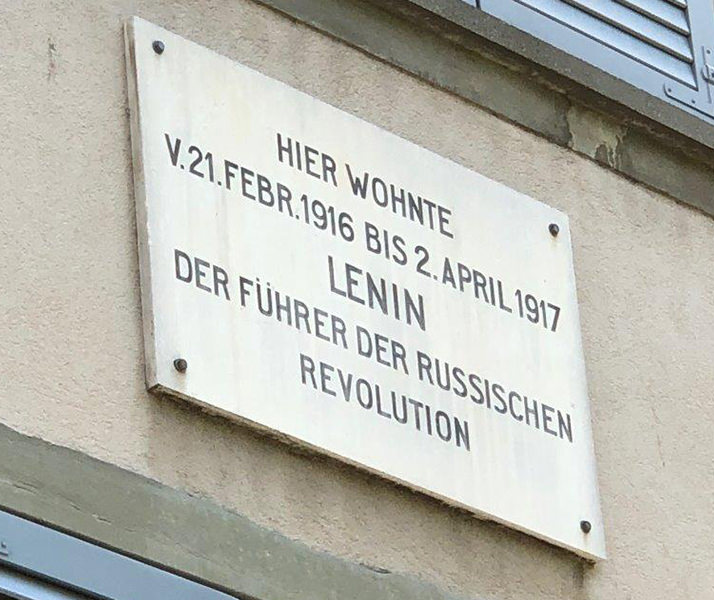 HIER WOHNTE
V.21.FEBR.1916 BIS 2.APRIL 1917
LENIN
DER FÜHRER DER RUSSISCHEN
REVOLUTION